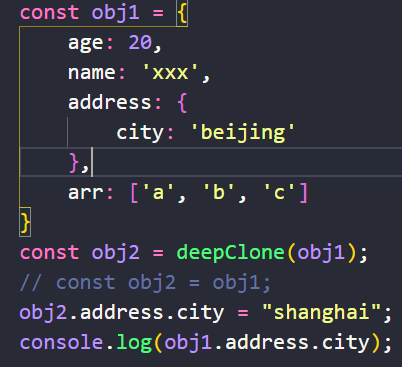 const obj1 = {
    age: 20,
    name: 'xxx',
    address: {
        city: 'beijing'
    },
    arr: ['a', 'b', 'c']
}
const obj2 = deepClone(obj1);
// const obj2 = obj1;
obj2.address.city = "shanghai";
console.log(obj1.address.city);